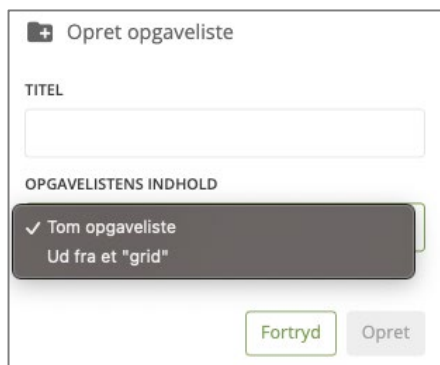 Opret opgaveliste
TITEL
OPGAVELISTENS INDHOLD
✓ Tom opgaveliste
Ud fra et "grid"
Fortryd
Opret